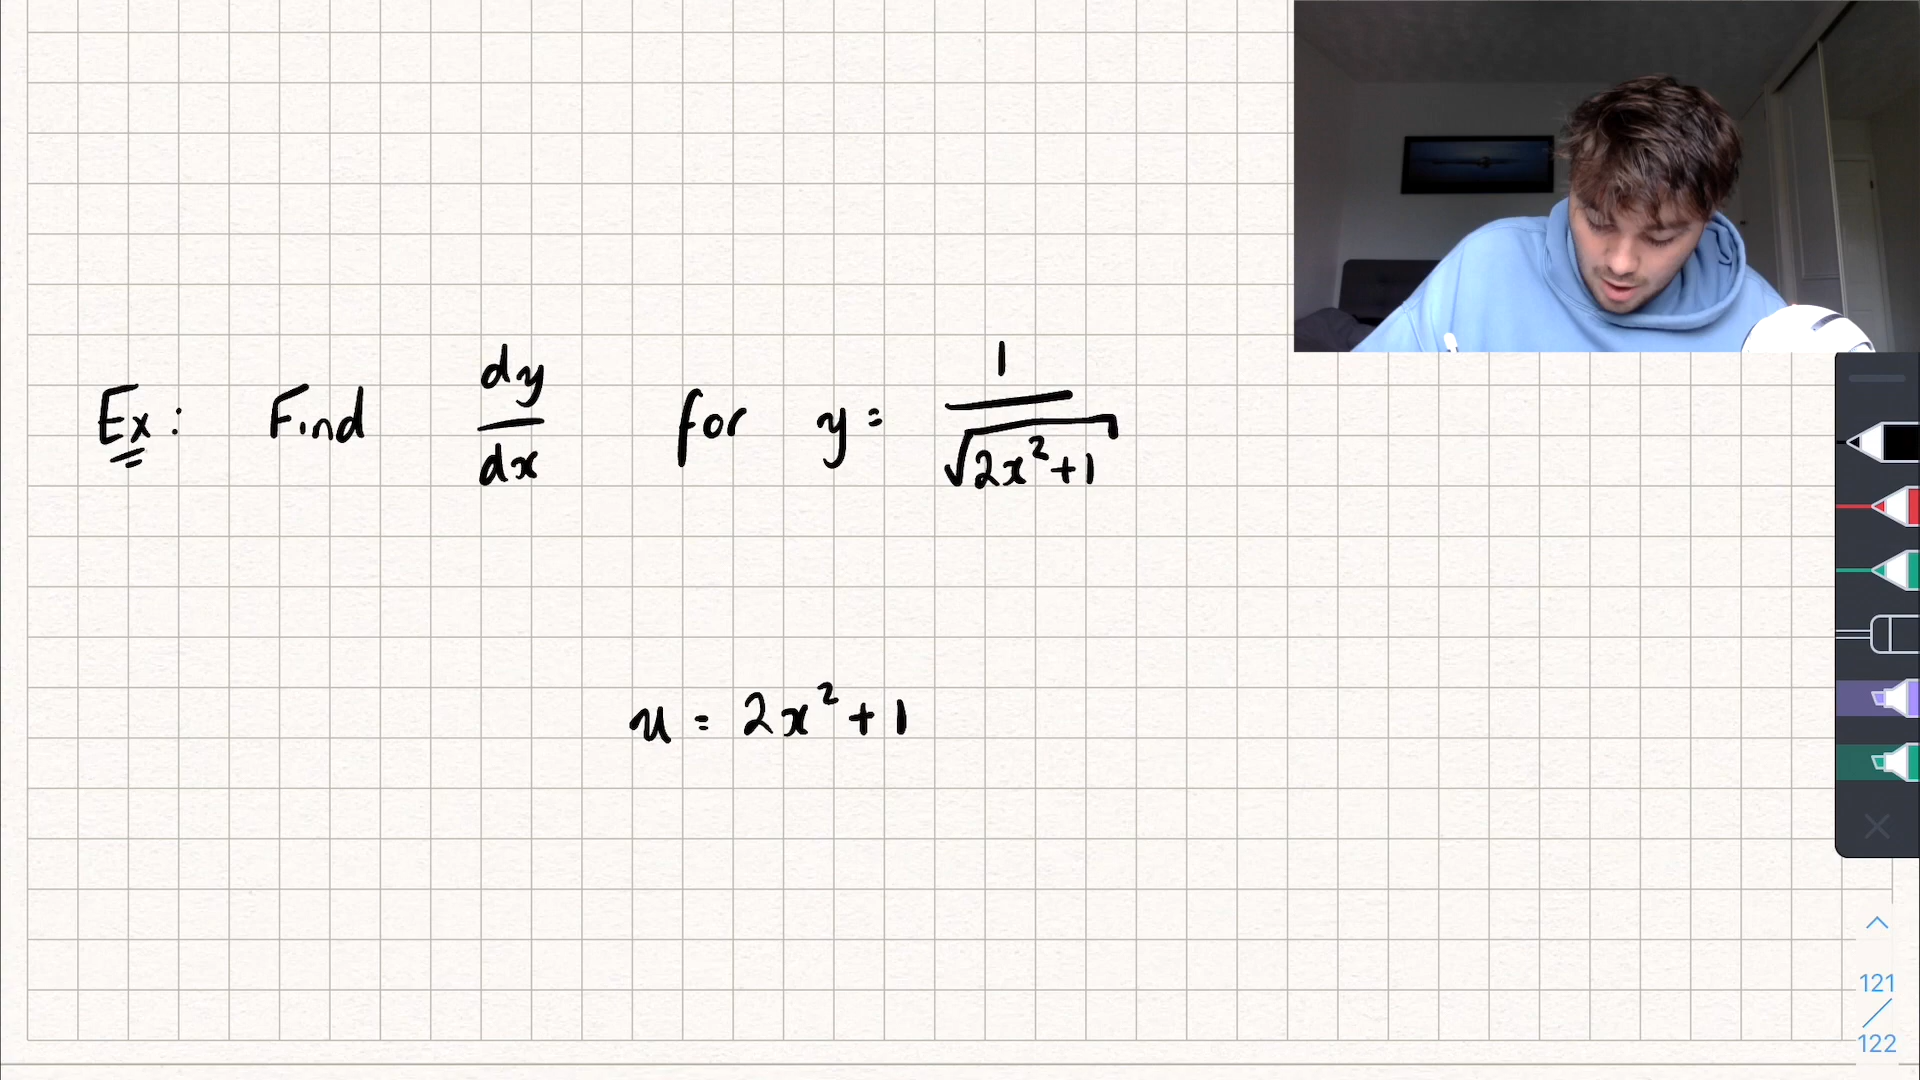 Ex: Find dy/dx for y = 1/√(2x²+1)
u = 2x² + 1
121
/
122